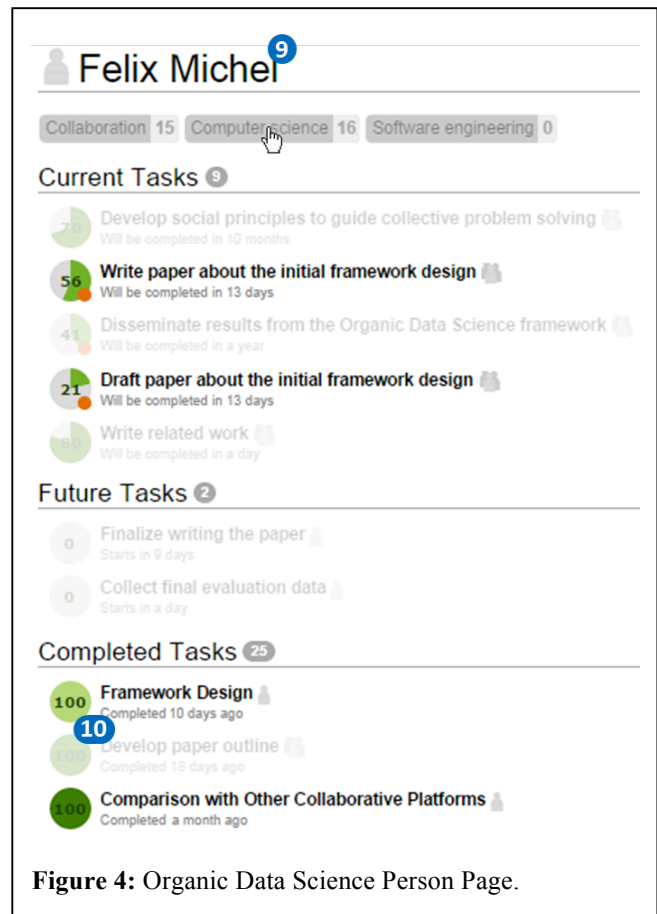 Felix Michel 9
Collaboration 15 Computer science 16 Software engineering 0
Current Tasks 9
70 Develop social principles to guide collective problem solving
Will be completed in 10 months
56 Write paper about the initial framework design
Will be completed in 13 days
41 Disseminate results from the Organic Data Science framework
Will be completed in a year
21 Draft paper about the initial framework design
Will be completed in 13 days
80 Write related work
Will be completed in a day
Future Tasks 2
0 Finalize writing the paper
Starts in 9 days
0 Collect final evaluation data
Starts in a day
Completed Tasks 25
100 Framework Design
Completed 10 days ago
10
100 Develop paper outline
Completed 18 days ago
100 Comparison with Other Collaborative Platforms
Completed a month ago
Figure 4: Organic Data Science Person Page.